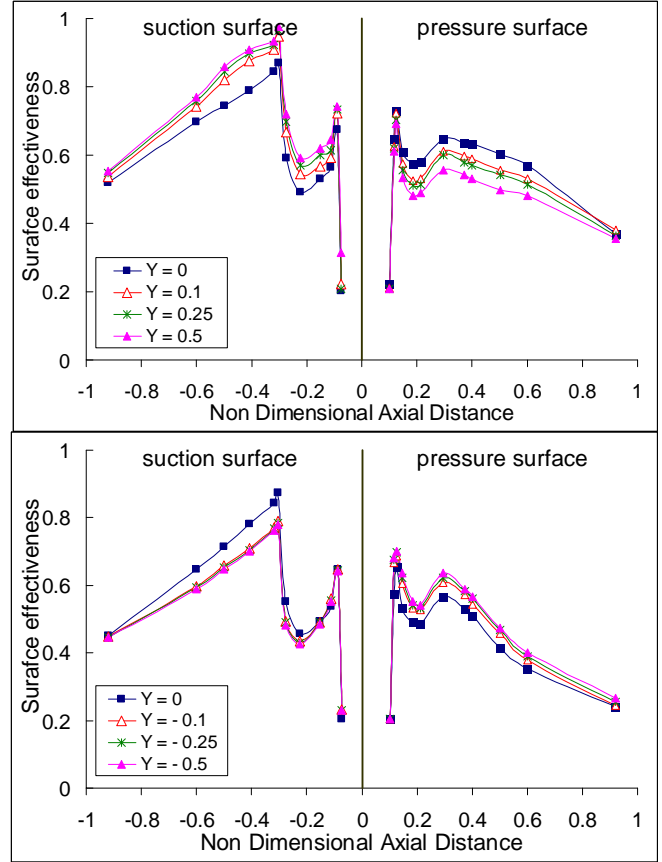 suction surface pressure surface
1
0.8
0.6
0.4
0.2
0
Surafce effectiveness
Y = 0
Y = 0.1
Y = 0.25
Y = 0.5
-1 -0.8 -0.6 -0.4 -0.2 0 0.2 0.4 0.6 0.8 1
Non Dimensional Axial Distance
suction surface pressure surface
1
0.8
0.6
0.4
0.2
0
Surafce effectiveness
Y = 0
Y = - 0.1
Y = - 0.25
Y = - 0.5
-1 -0.8 -0.6 -0.4 -0.2 0 0.2 0.4 0.6 0.8 1
Non Dimensional Axial Distance